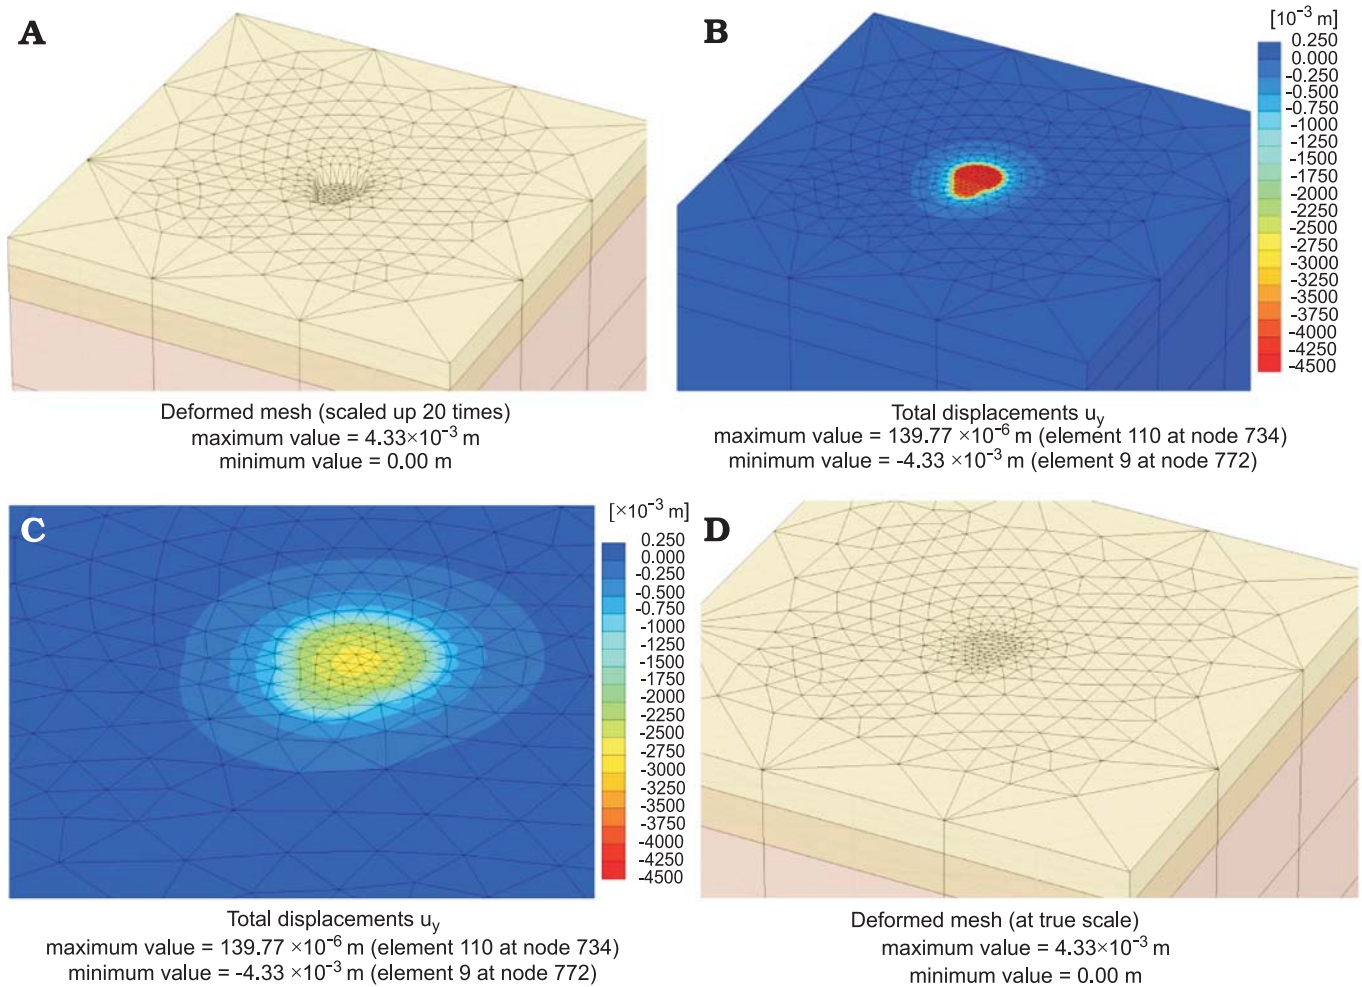 A
Deformed mesh (scaled up 20 times)
maximum value = 4.33×10⁻³ m
minimum value = 0.00 m
B
[10⁻³ m]
0.250
0.000
-0.250
-0.500
-0.750
-1000
-1250
-1500
-1750
-2000
-2500
-3000
-3250
-3500
-3750
-4000
-4250
-4500
Total displacements uy
maximum value = 139.77 ×10⁻⁶ m (element 110 at node 734)
minimum value = -4.33 ×10⁻³ m (element 9 at node 772)
C
[×10⁻³ m]
0.250
0.000
-0.250
-0.500
-0.750
-1000
-1250
-1500
-1750
-2000
-2250
-2500
-2750
-3000
-3250
-3500
-3750
-4000
-4250
-4500
Total displacements uy
maximum value = 139.77 ×10⁻⁶ m (element 110 at node 734)
minimum value = -4.33 ×10⁻³ m (element 9 at node 772)
D
Deformed mesh (at true scale)
maximum value = 4.33×10⁻³ m
minimum value = 0.00 m